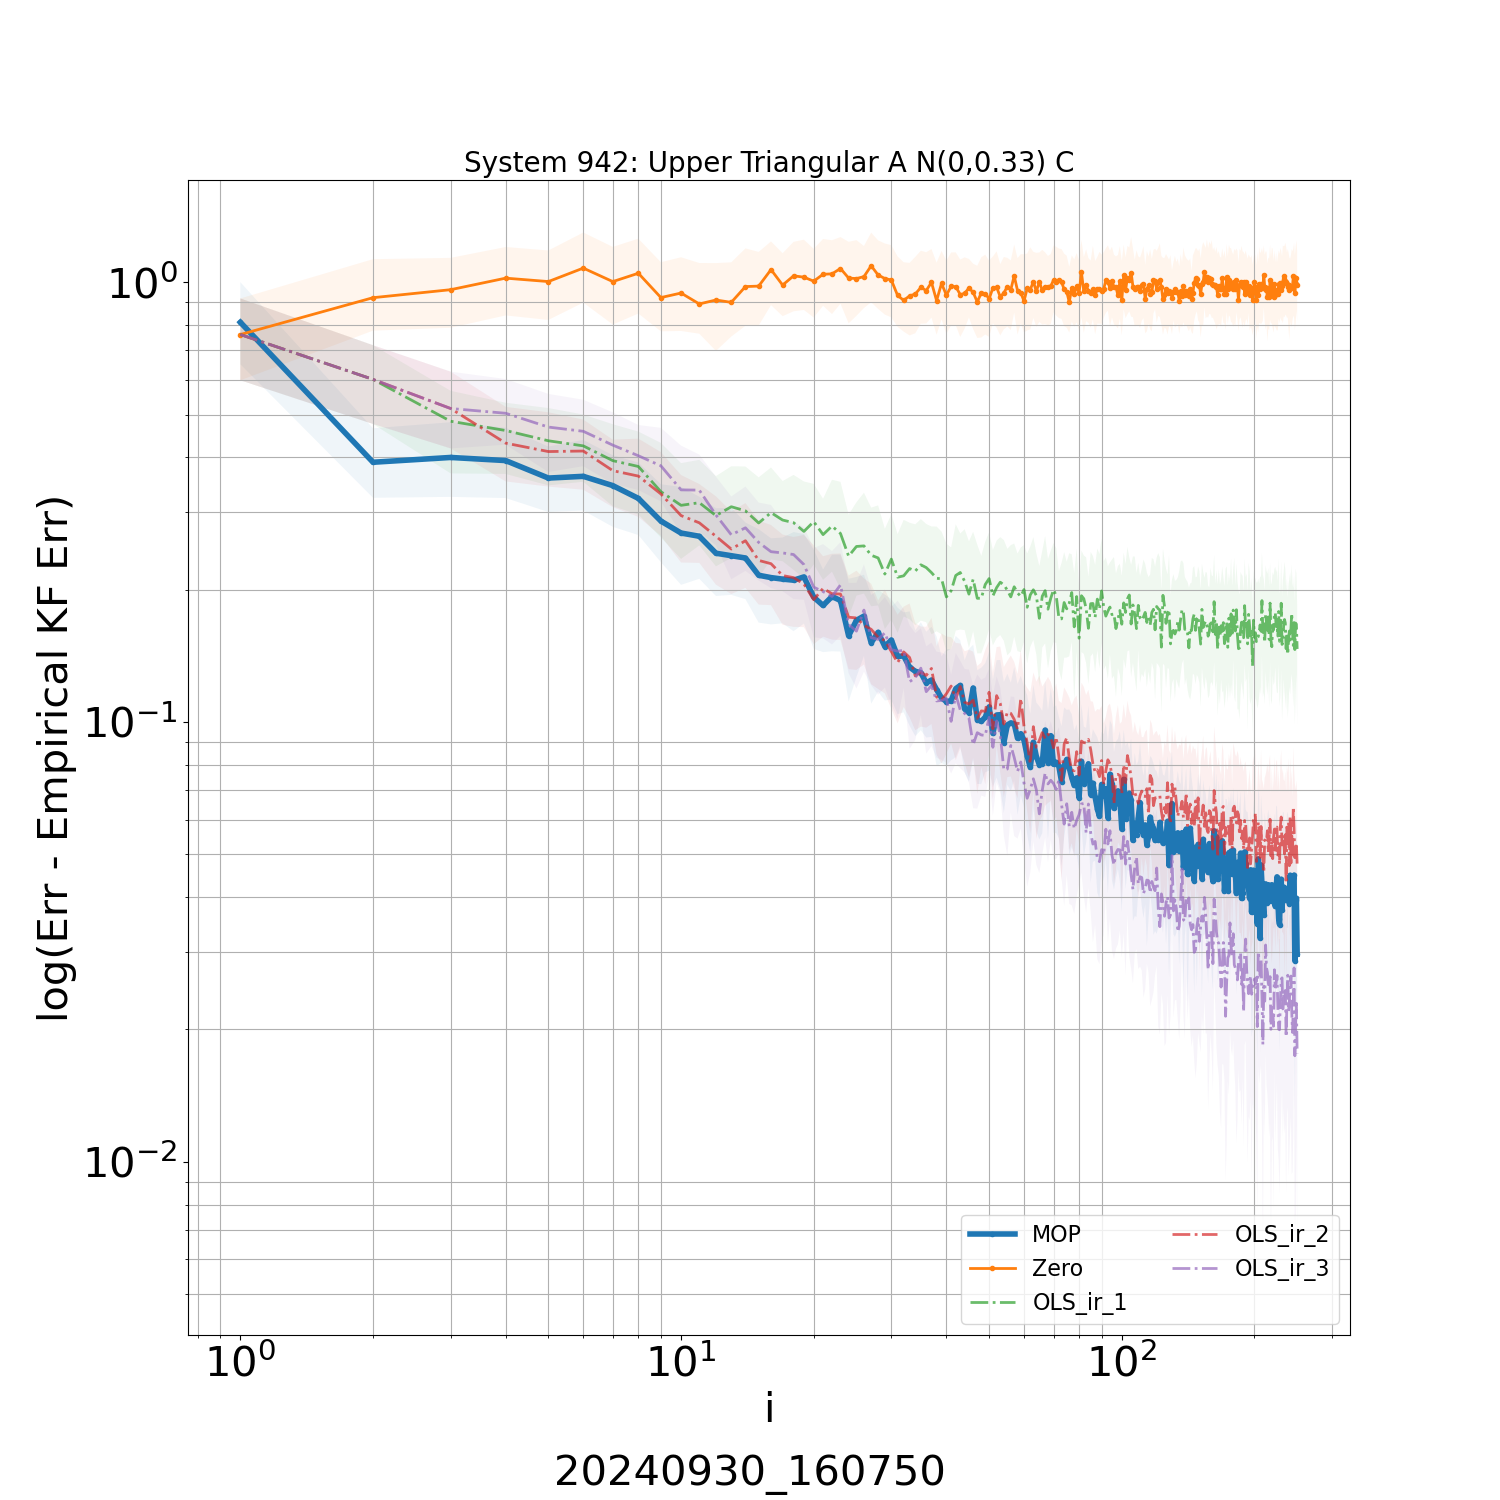 System 942: Upper Triangular A N(0,0.33) C
log(Err - Empirical KF Err)
10⁰
10⁻¹
10⁻²
MOP
Zero
OLS_ir_1
OLS_ir_2
OLS_ir_3
10⁰ 10¹ 10²
i
20240930_160750